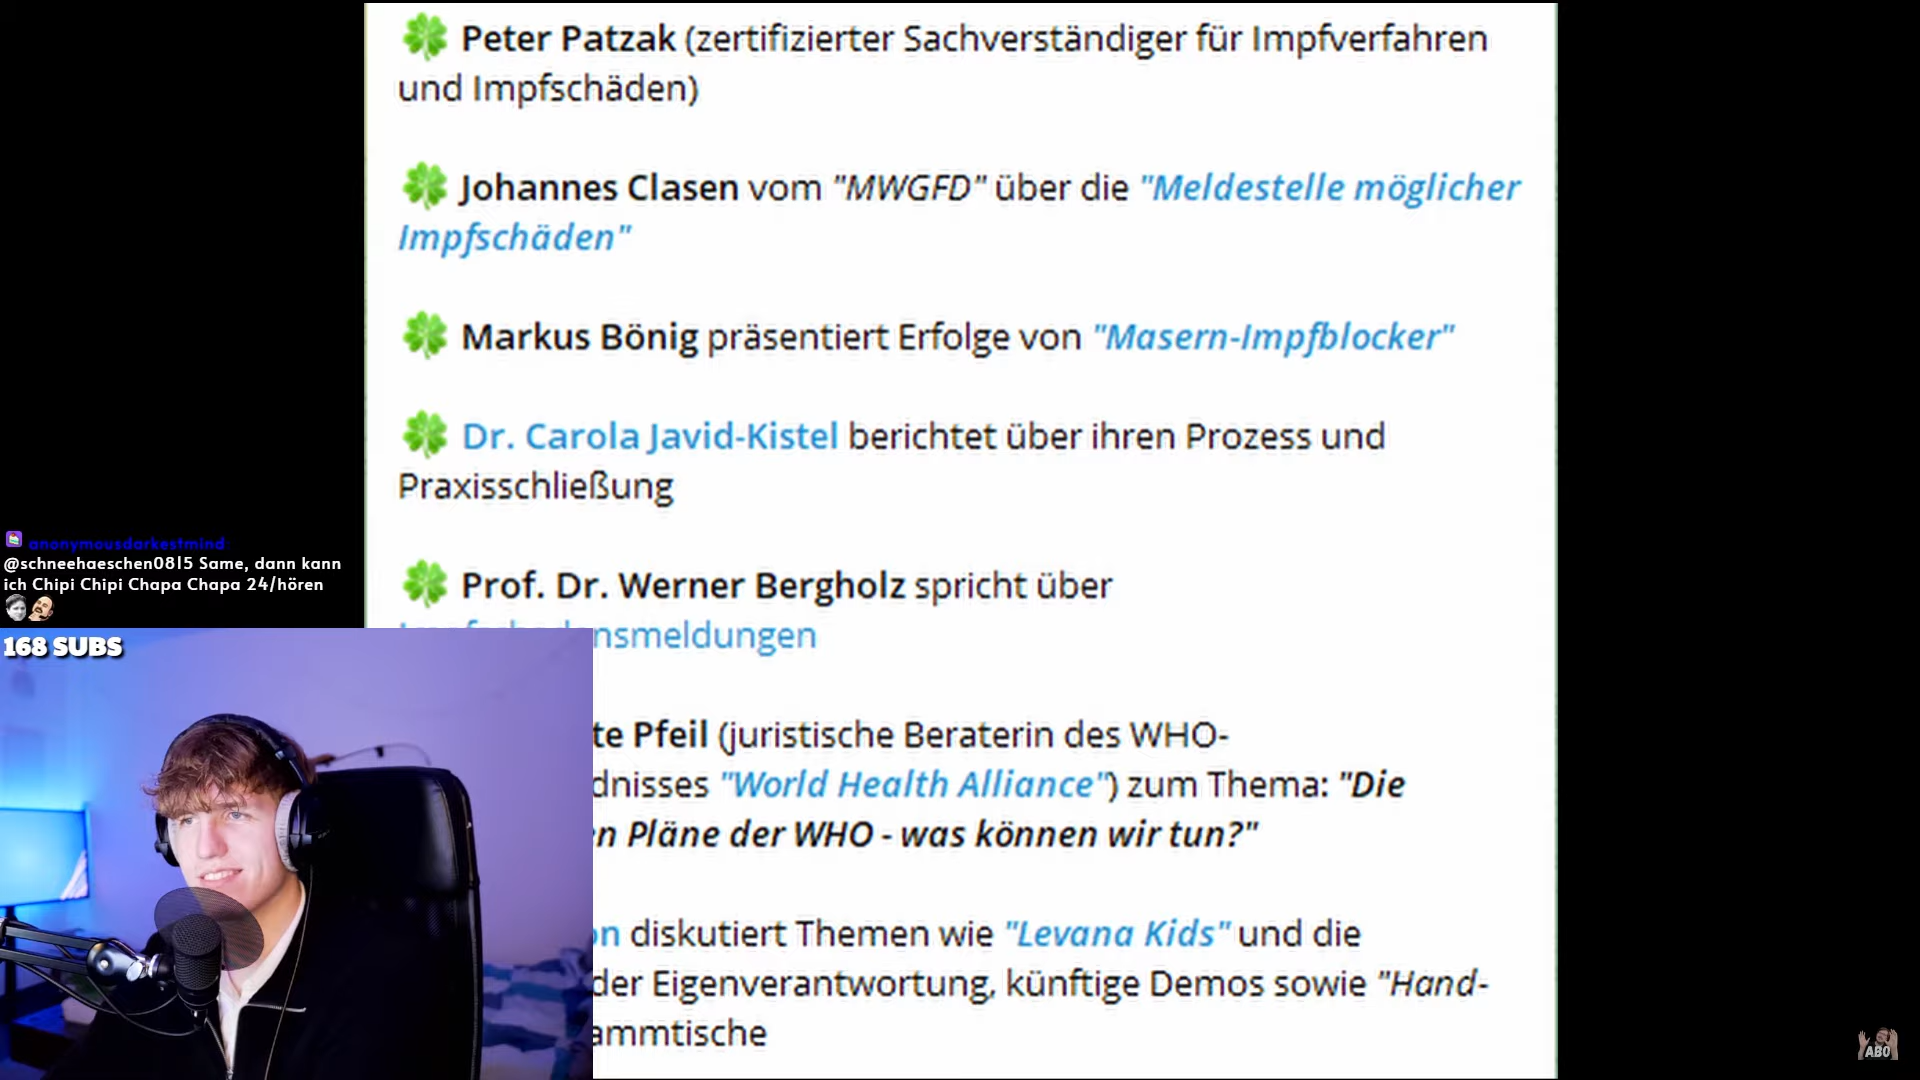 Peter Patzak (zertifizierter Sachverständiger für Impfverfahren
und Impfschäden)
Johannes Clasen vom "MWGFD" über die "Meldestelle möglicher
Impfschäden"
Markus Bönig präsentiert Erfolge von "Masern-Impfblocker"
Dr. Carola Javid-Kistel berichtet über ihren Prozess und
Praxisschließung
anonymousdarkestmind:
@schneehaeschen0815 Same, dann kann
ich Chipi Chipi Chapa Chapa 24/hören
Prof. Dr. Werner Bergholz spricht über
nsmeldungen
168 SUBS
te Pfeil (juristische Beraterin des WHO-
dnisses "World Health Alliance") zum Thema: "Die
n Pläne der WHO - was können wir tun?"
on diskutiert Themen wie "Levana Kids" und die
der Eigenverantwortung, künftige Demos sowie "Hand-
ammtische
ABO